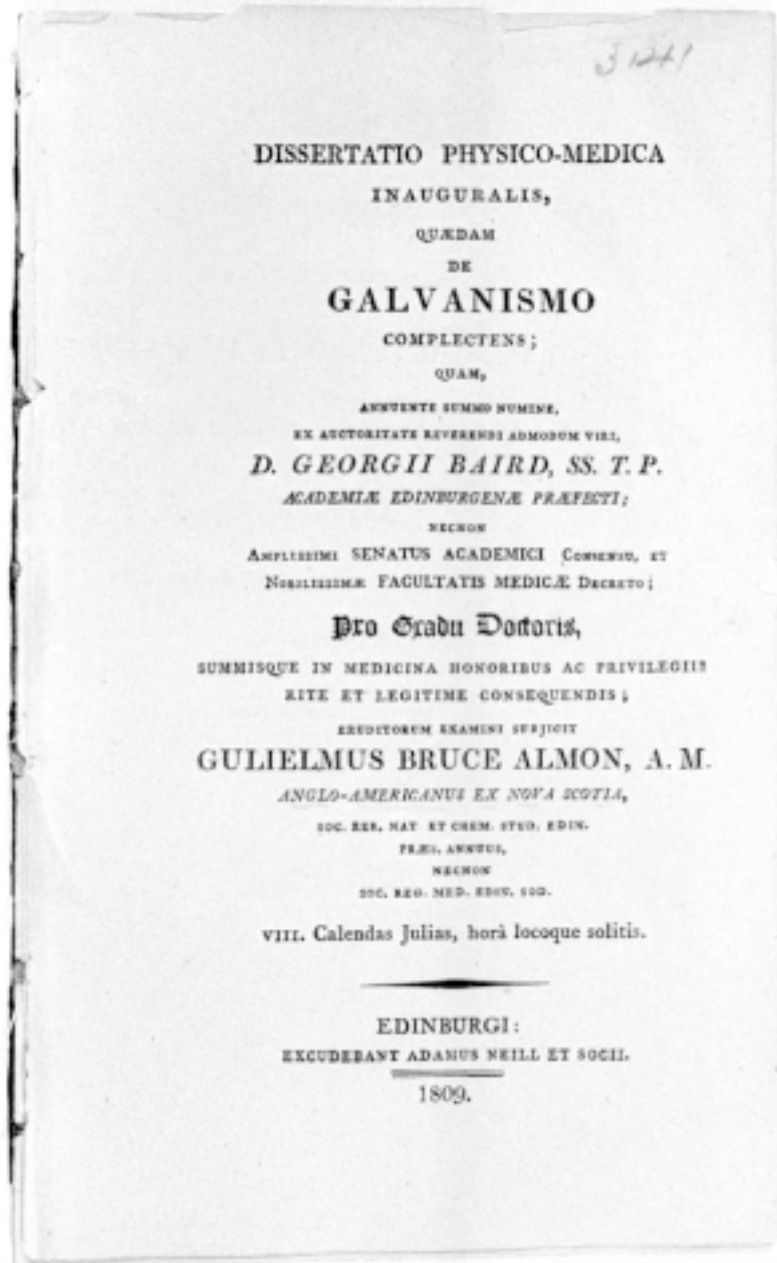 3141
DISSERTATIO PHYSICO-MEDICA
INAUGURALIS,
QUÆDAM
DE
GALVANISMO
COMPLECTENS;
QUAM,
ANNUENTE SUMMO NUMINE,
EX AUCTORITATE REVERENDI ADMODUM VIRI,
D. GEORGII BAIRD, SS. T. P.
ACADEMIÆ EDINBURGENÆ PRÆFECTI;
NECNON
AMPLISSIMI SENATUS ACADEMICI CONSENSU, ET
NOBILISSIMÆ FACULTATIS MEDICÆ DECRETO;
Pro Gradu Doctoris,
SUMMISQUE IN MEDICINA HONORIBUS AC PRIVILEGIIS
RITE ET LEGITIME CONSEQUENDIS;
ERUDITORUM EXAMINI SUBJICIT
GULIELMUS BRUCE ALMON, A. M.
ANGLO-AMERICANUS EX NOVA SCOTIA,
SOC. RER. NAT ET CHEM. STUD. EDIN.
PRÆS. ANNUUS,
NECNON
SOC. REG. MED. EDIN. SOD.
VIII. Calendas Julias, horâ locoque solitis.
EDINBURGI:
EXCUDEBANT ADAMUS NEILL ET SOCII.
1809.